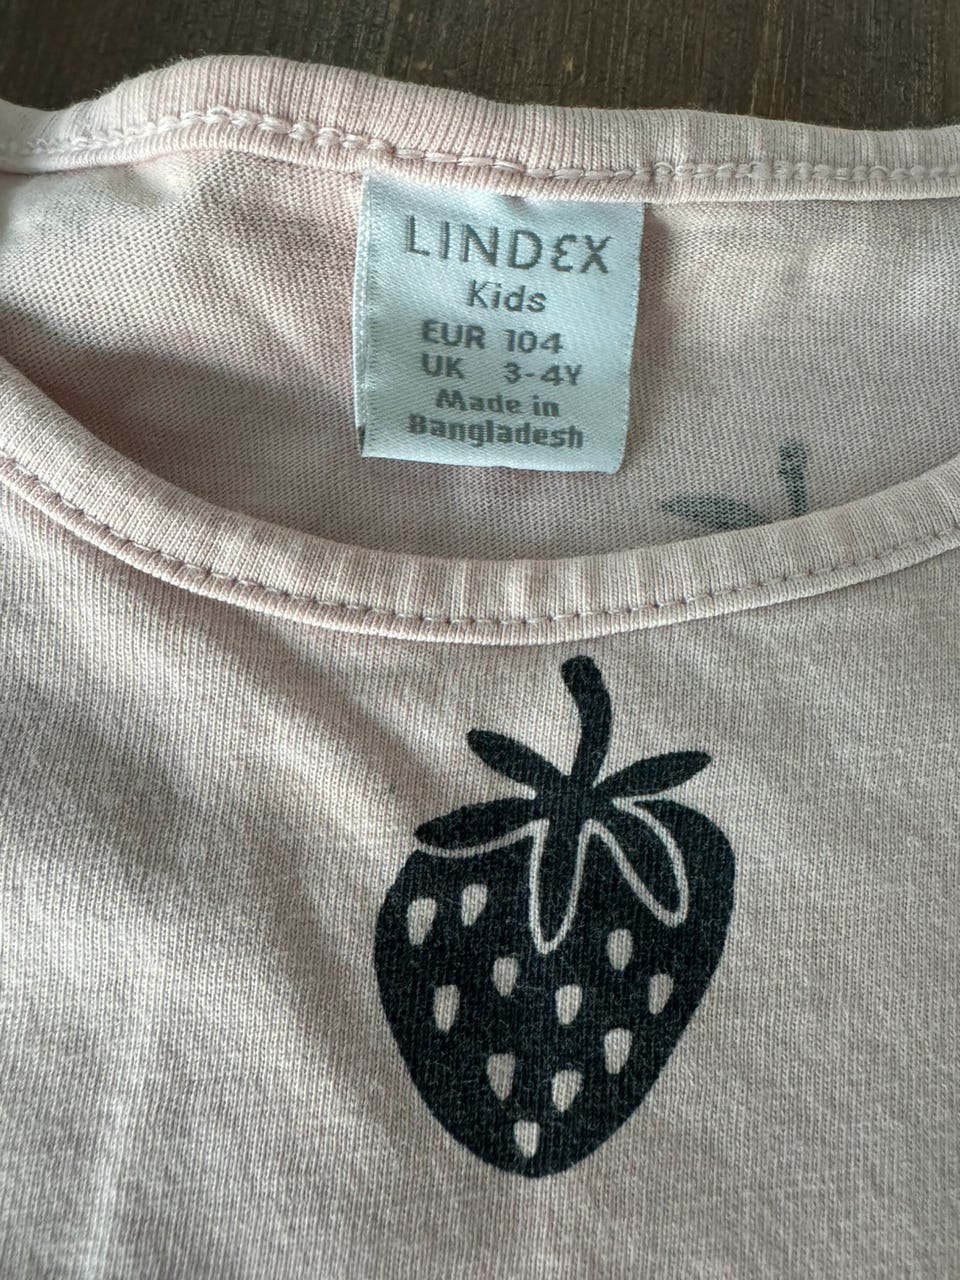 LINDEX
Kids
EUR 104
UK 3-4Y
Made in
Bangladesh